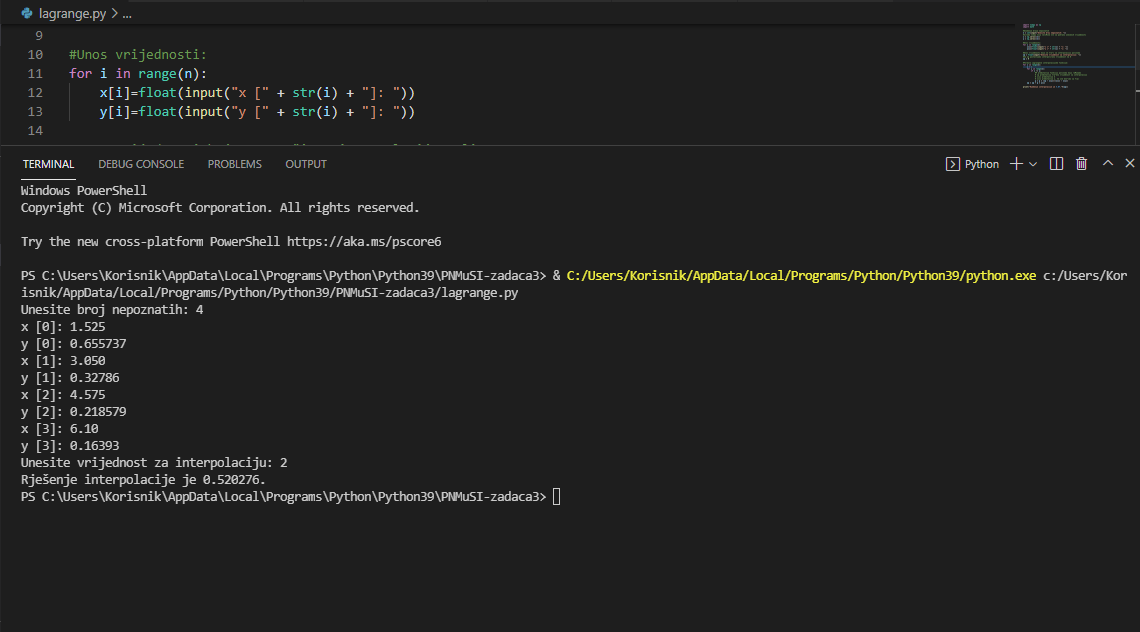 lagrange.py > ...
9
10 #Unos vrijednosti:
11 for i in range(n):
12 x[i]=float(input("x [" + str(i) + "]: "))
13 y[i]=float(input("y [" + str(i) + "]: "))
14
TERMINAL DEBUG CONSOLE PROBLEMS OUTPUT Python
Windows PowerShell
Copyright (C) Microsoft Corporation. All rights reserved.
Try the new cross-platform PowerShell https://aka.ms/pscore6
PS C:\Users\Korisnik\AppData\Local\Programs\Python\Python39\PNMuSI-zadaca3> & C:/Users/Korisnik/AppData/Local/Programs/Python/Python39/python.exe c:/Users/Kor
isnik/AppData/Local/Programs/Python/Python39/PNMuSI-zadaca3/lagrange.py
Unesite broj nepoznatih: 4
x [0]: 1.525
y [0]: 0.655737
x [1]: 3.050
y [1]: 0.32786
x [2]: 4.575
y [2]: 0.218579
x [3]: 6.10
y [3]: 0.16393
Unesite vrijednost za interpolaciju: 2
Rješenje interpolacije je 0.520276.
PS C:\Users\Korisnik\AppData\Local\Programs\Python\Python39\PNMuSI-zadaca3>